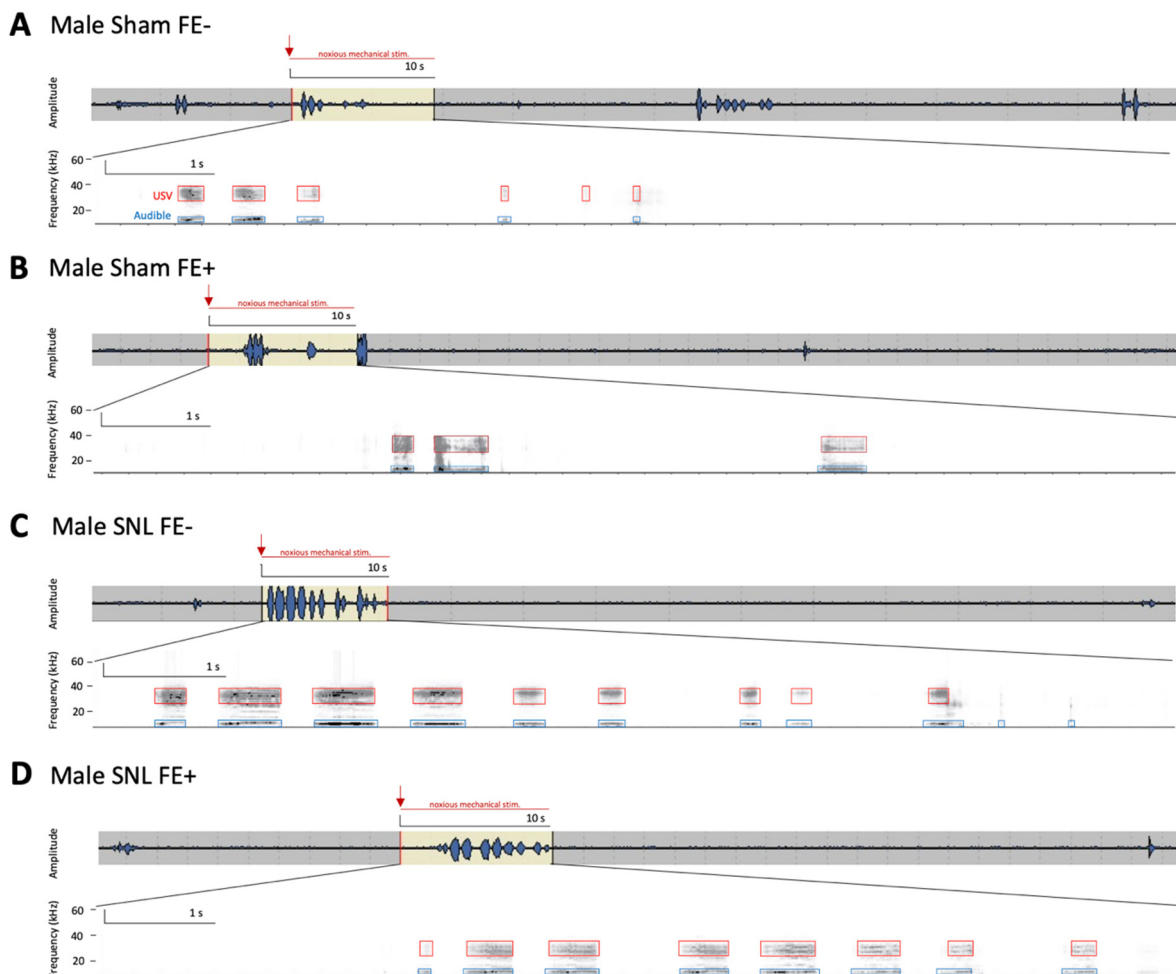 A Male Sham FE-
noxious mechanical stim.
10 s
Amplitude
Frequency (kHz)
60
40
20
1 s
USV
Audible
B Male Sham FE+
noxious mechanical stim.
10 s
Amplitude
Frequency (kHz)
60
40
20
1 s
C Male SNL FE-
noxious mechanical stim.
10 s
Amplitude
Frequency (kHz)
60
40
20
1 s
D Male SNL FE+
noxious mechanical stim.
10 s
Amplitude
Frequency (kHz)
60
40
20
1 s